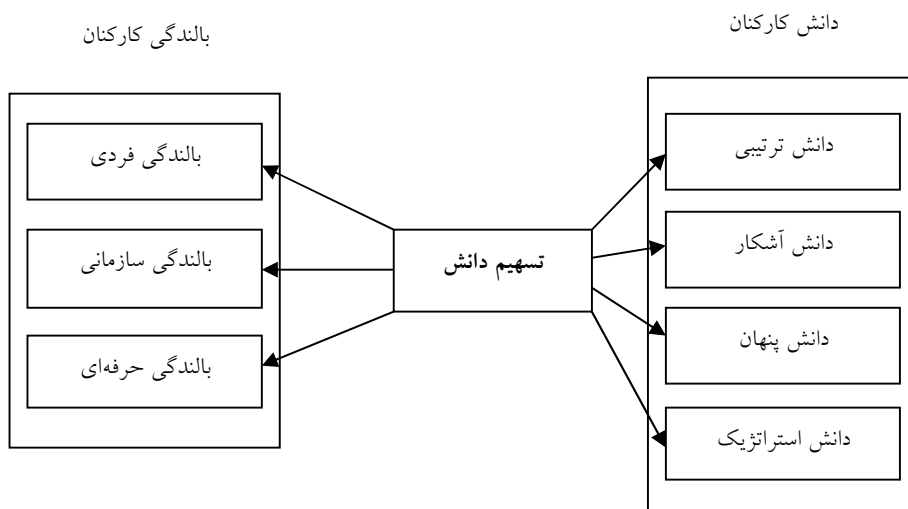 دانش کارکنان
بالندگی کارکنان
دانش ترتیبی
دانش آشکار
دانش پنهان
دانش استراتژیک
تسهیم دانش
بالندگی فردی
بالندگی سازمانی
بالندگی حرفه‌ای